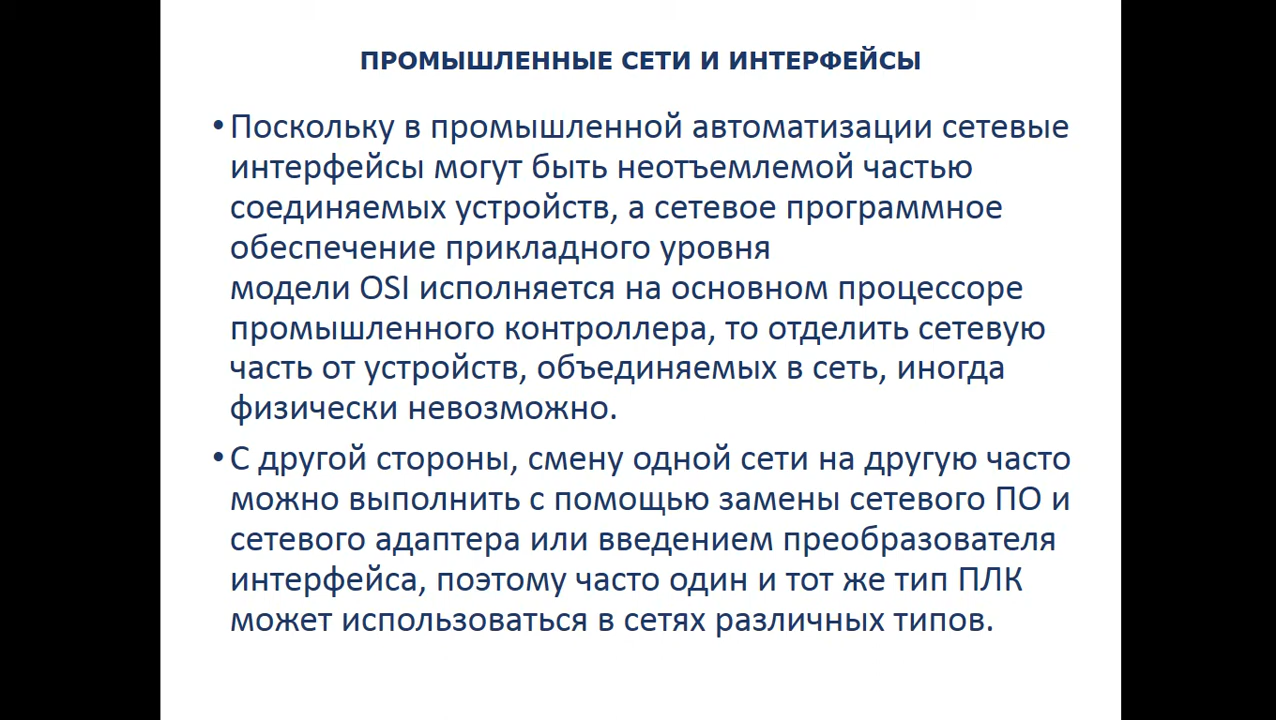 ПРОМЫШЛЕННЫЕ СЕТИ И ИНТЕРФЕЙСЫ
•Поскольку в промышленной автоматизации сетевые
интерфейсы могут быть неотъемлемой частью
соединяемых устройств, а сетевое программное
обеспечение прикладного уровня
модели OSI исполняется на основном процессоре
промышленного контроллера, то отделить сетевую
часть от устройств, объединяемых в сеть, иногда
физически невозможно.
•С другой стороны, смену одной сети на другую часто
можно выполнить с помощью замены сетевого ПО и
сетевого адаптера или введением преобразователя
интерфейса, поэтому часто один и тот же тип ПЛК
может использоваться в сетях различных типов.